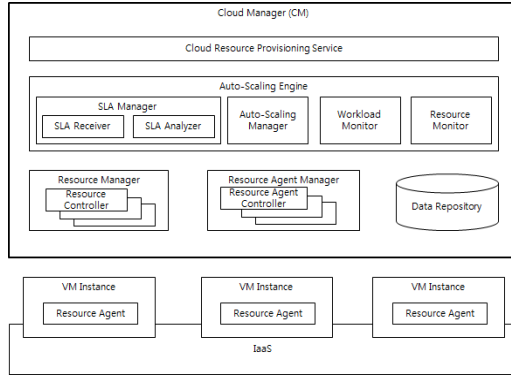 Cloud Manager (CM)
Cloud Resource Provisioning Service
Auto-Scaling Engine
SLA Manager
SLA Receiver
SLA Analyzer
Auto-Scaling
Manager
Workload
Monitor
Resource
Monitor
Resource Manager
Resource
Controller
Resource Agent Manager
Resource Agent
Controller
Data Repository
VM Instance
Resource Agent
VM Instance
Resource Agent
VM Instance
Resource Agent
IaaS